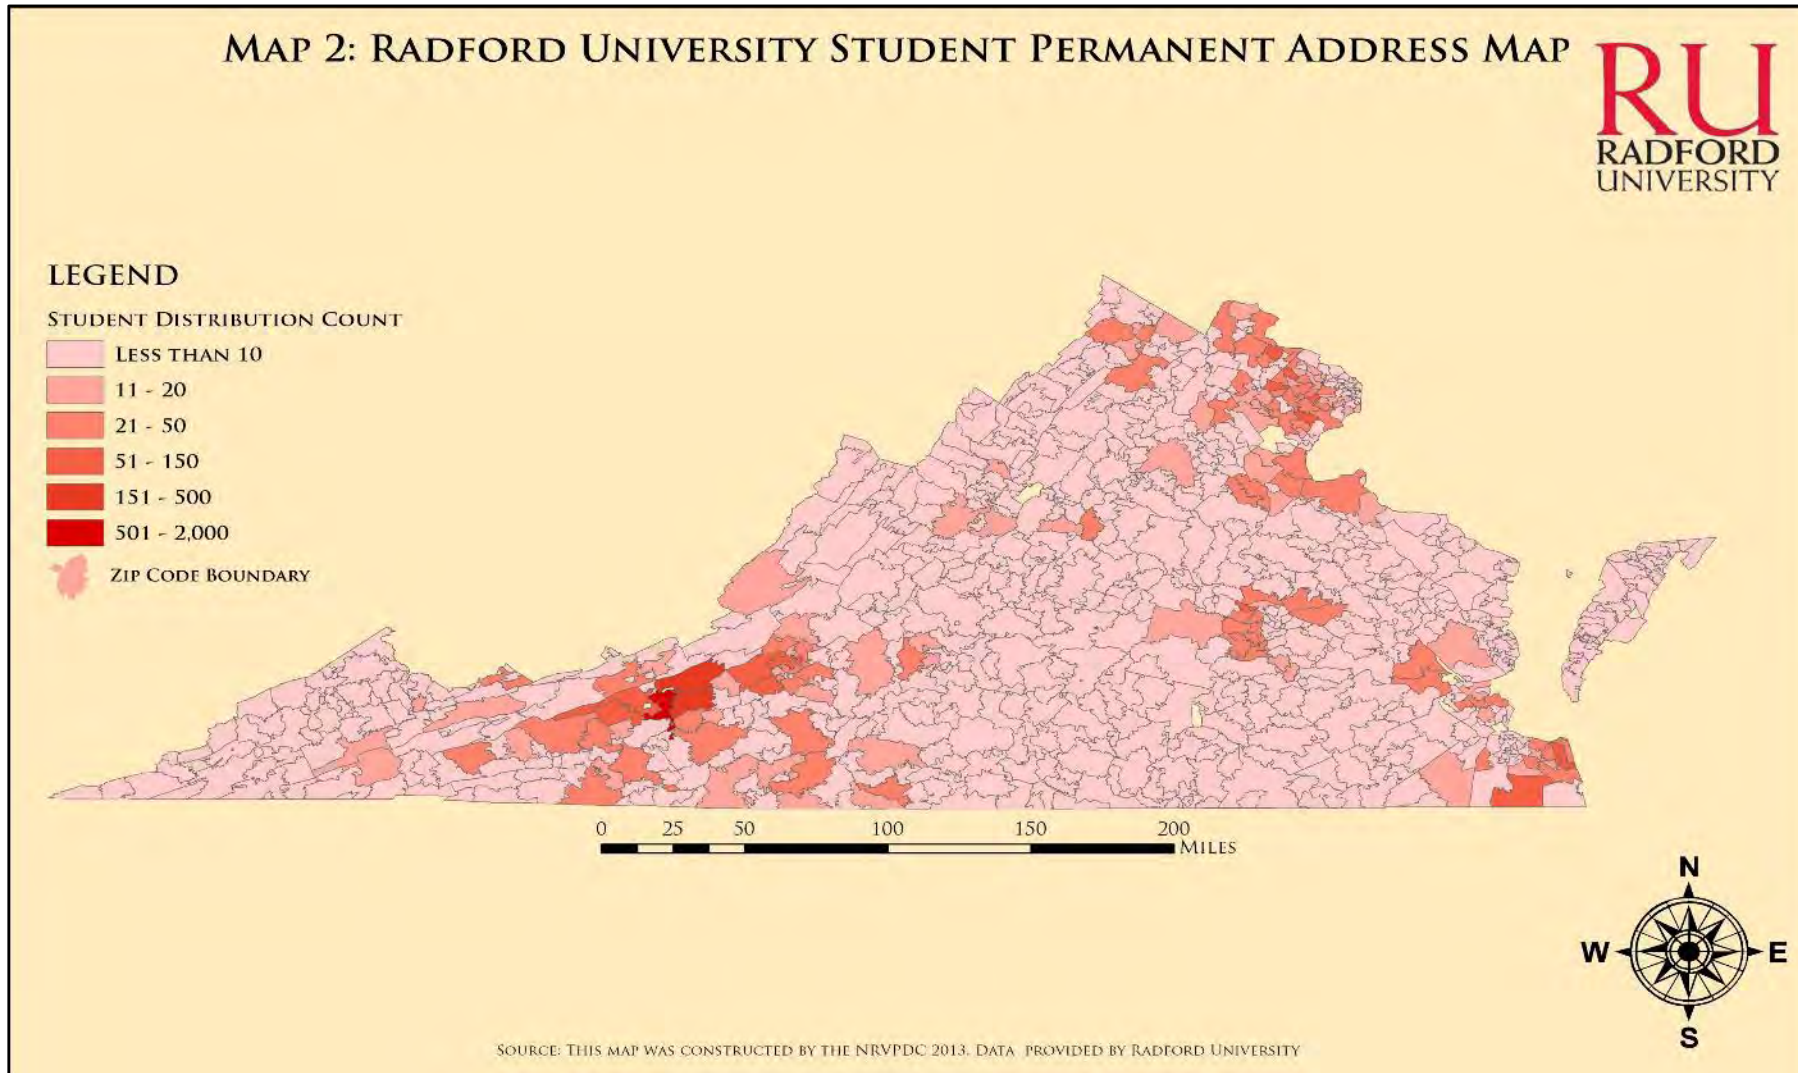 MAP 2: RADFORD UNIVERSITY STUDENT PERMANENT ADDRESS MAP
RU
RADFORD
UNIVERSITY
LEGEND
STUDENT DISTRIBUTION COUNT
LESS THAN 10
11 - 20
21 - 50
51 - 150
151 - 500
501 - 2,000
ZIP CODE BOUNDARY
0 25 50 100 150 200
MILES
N
W E
S
SOURCE: THIS MAP WAS CONSTRUCTED BY THE NRVPDC 2013. DATA PROVIDED BY RADFORD UNIVERSITY